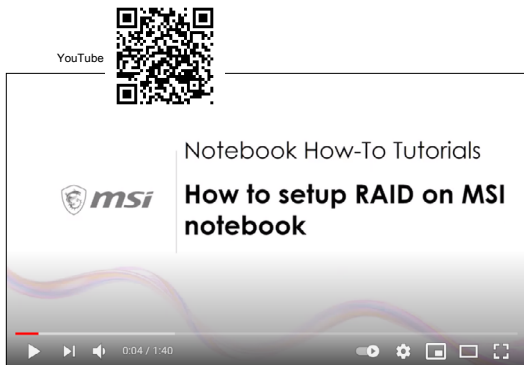 YouTube
Notebook How-To Tutorials
msi
How to setup RAID on MSI
notebook
0:04 / 1:40